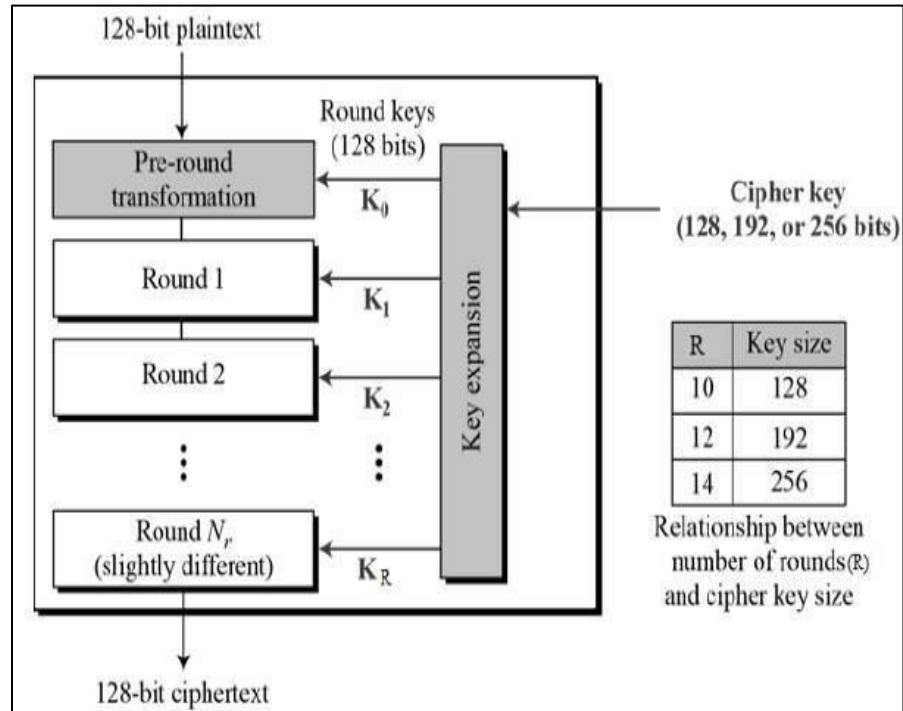 128-bit plaintext
Round keys
(128 bits)
Pre-round
transformation
K0
Cipher key
(128, 192, or 256 bits)
Round 1
K1
Round 2
K2
Key expansion
R Key size
10 128
12 192
14 256
Relationship between
number of rounds(R)
and cipher key size
Round Nr
(slightly different)
KR
128-bit ciphertext